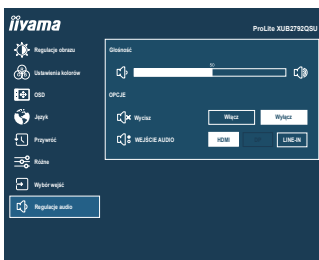 iiyama
ProLite XUB2792QSU
Regulacje obrazu
Głośność
50
Ustawienia kolorów
OSD
OPCJE
Język
Wycisz
Włącz
Wyłącz
Przywróć
WEJŚCIE AUDIO
HDMI
DP
LINE-IN
Różne
Wybór wejść
Regulacje audio